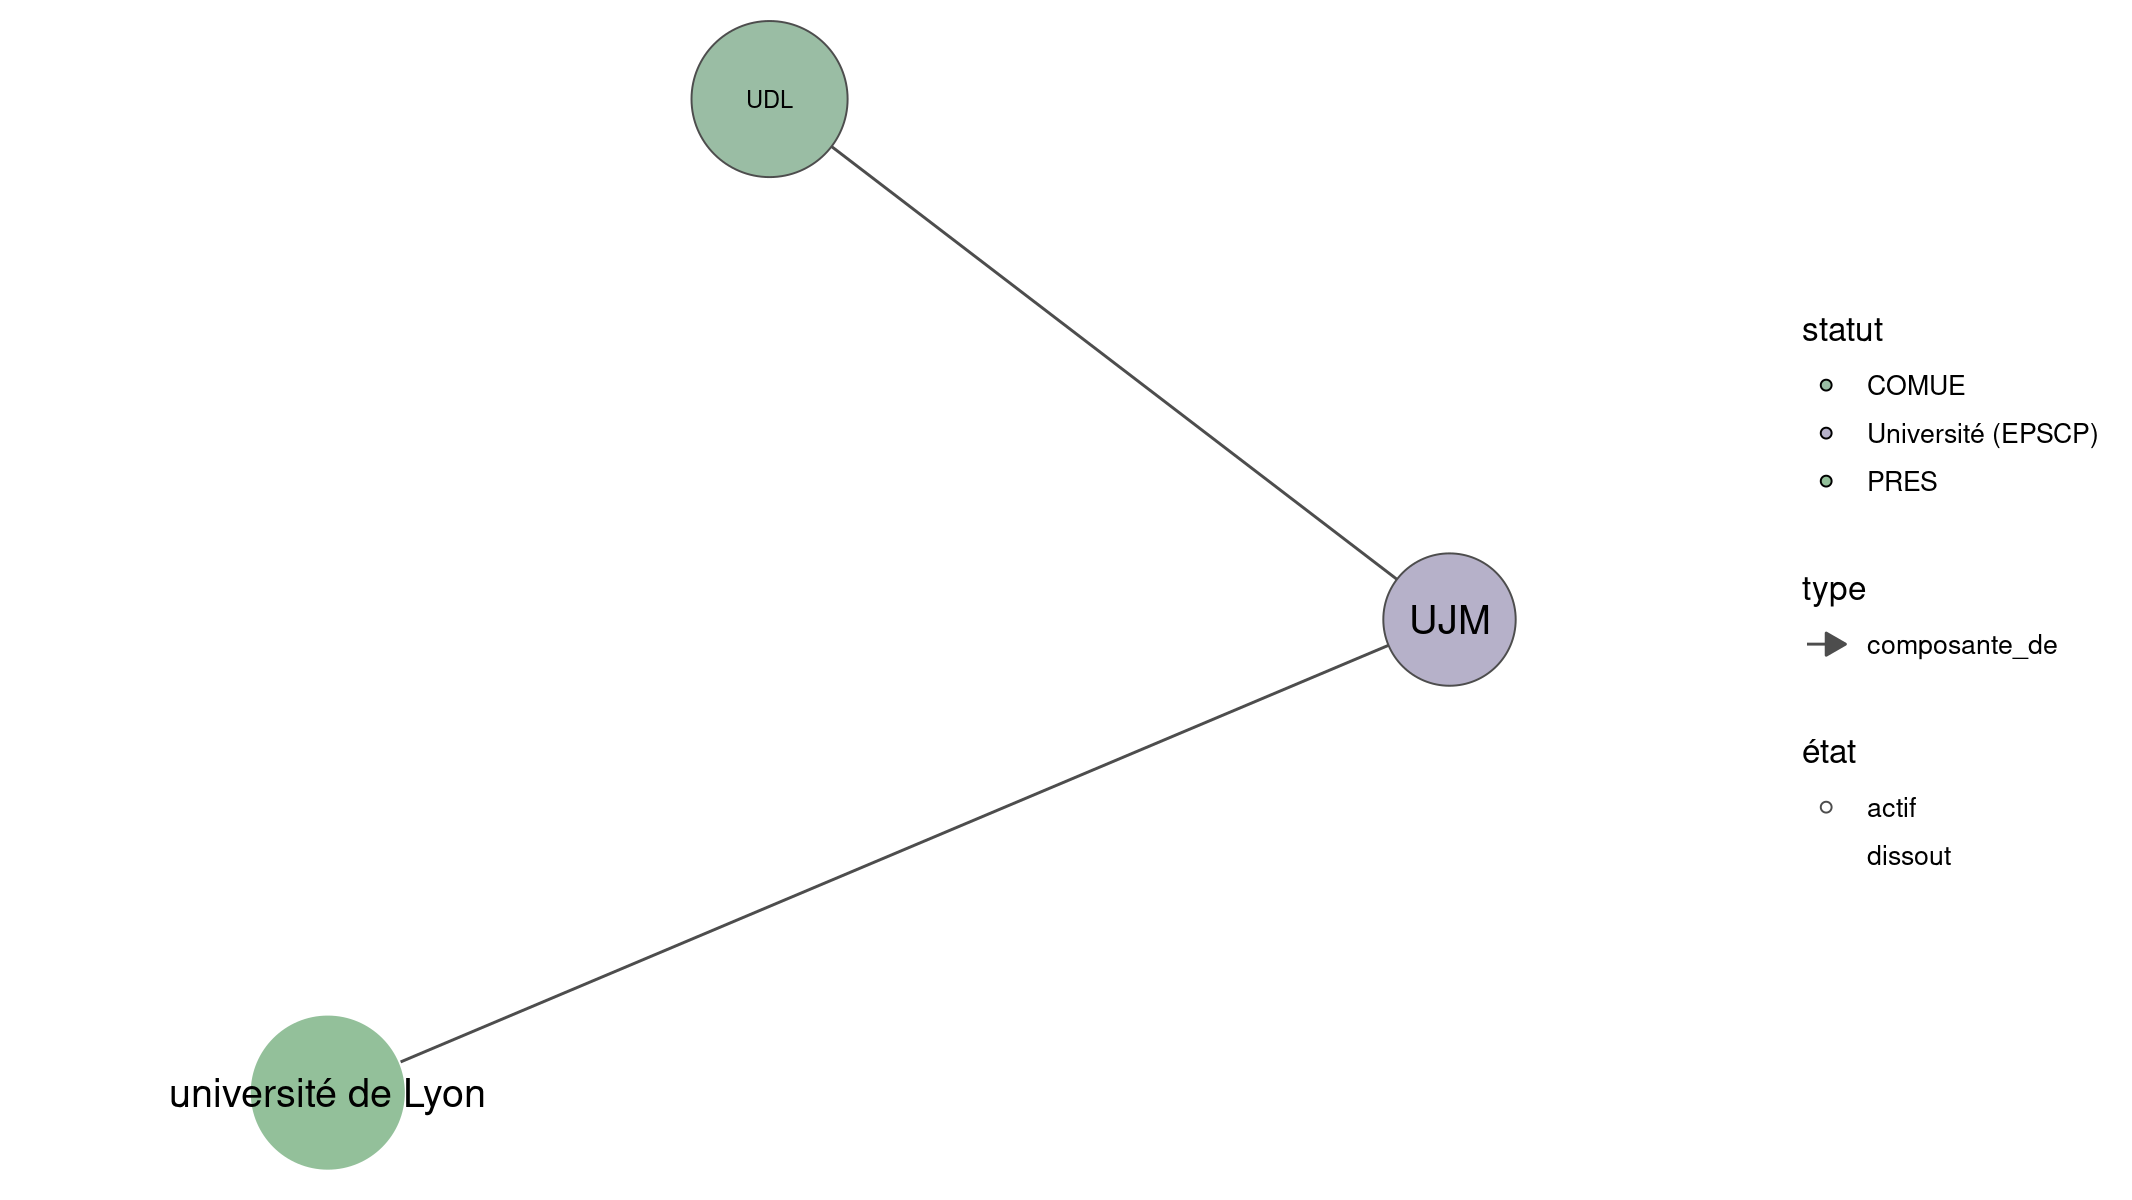 UDL
UJM
université de Lyon
statut
COMUE
Université (EPSCP)
PRES
type
composante_de
état
actif
dissout